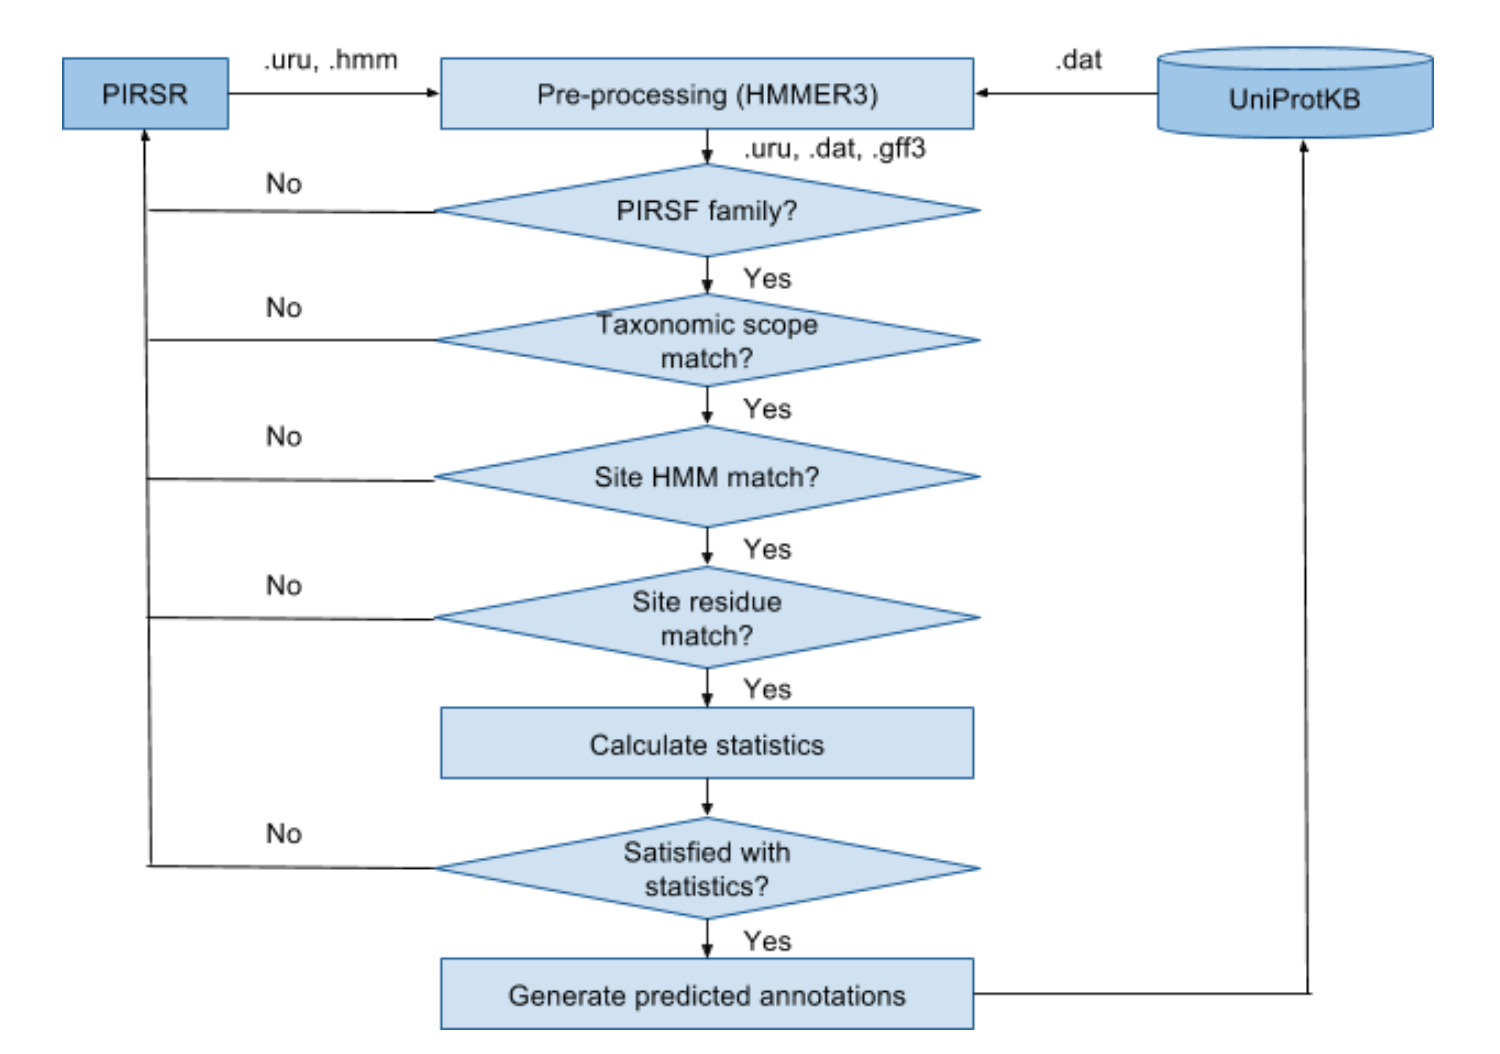 .uru, .hmm
.dat
PIRSR
Pre-processing (HMMER3)
UniProtKB
.uru, .dat, .gff3
No
PIRSF family?
Yes
No
Taxonomic scope
match?
Yes
No
Site HMM match?
Yes
No
Site residue
match?
Yes
Calculate statistics
No
Satisfied with
statistics?
Yes
Generate predicted annotations